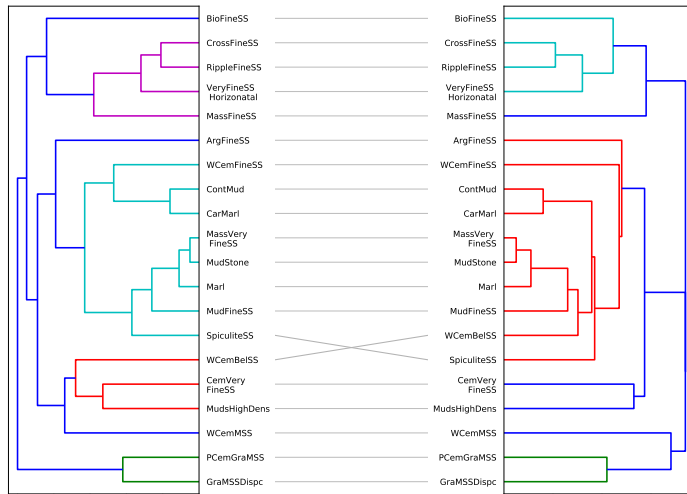 BioFineSS
CrossFineSS
RippleFineSS
VeryFineSS
Horizonatal
MassFineSS
ArgFineSS
WCemFineSS
ContMud
CarMarl
MassVery
FineSS
MudStone
Marl
MudFineSS
SpiculiteSS
WCemBelSS
CemVery
FineSS
MudsHighDens
WCemMSS
PCemGraMSS
GraMSSDispc
BioFineSS
CrossFineSS
RippleFineSS
VeryFineSS
Horizonatal
MassFineSS
ArgFineSS
WCemFineSS
ContMud
CarMarl
MassVery
FineSS
MudStone
Marl
MudFineSS
WCemBelSS
SpiculiteSS
CemVery
FineSS
MudsHighDens
WCemMSS
PCemGraMSS
GraMSSDispc